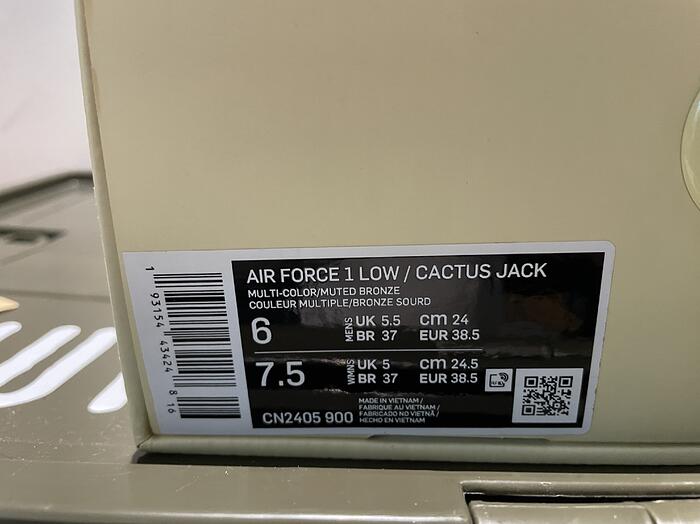 AIR FORCE 1 LOW / CACTUS JACK
MULTI-COLOR/MUTED BRONZE
COULEUR MULTIPLE/BRONZE SOURD
6 MENS UK 5.5 cm 24
BR 37 EUR 38.5
7.5 WMNS UK 5 cm 24.5
BR 37 EUR 38.5
CN2405 900
MADE IN VIETNAM /
FABRIQUE AU VIETNAM /
FABRICADO NO VIETNÃ /
HECHO EN VIETNAM
1 93154 43424 8 16